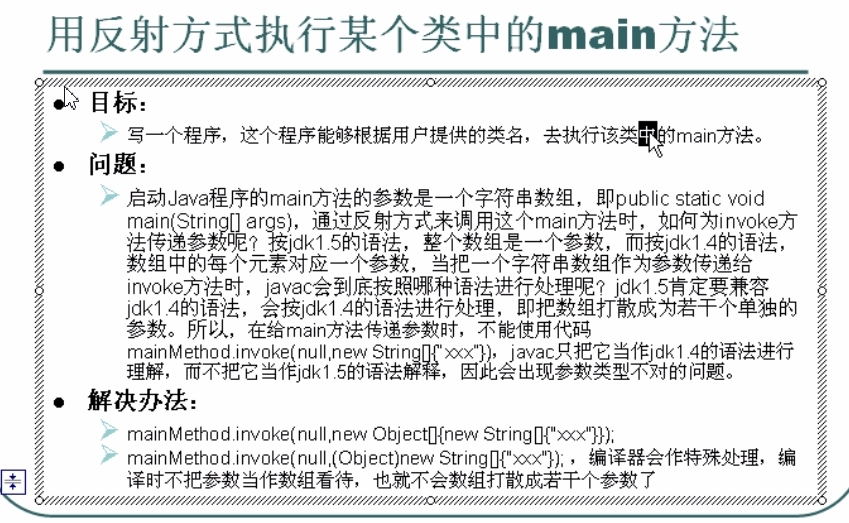 用反射方式执行某个类中的main方法
目标：
写一个程序，这个程序能够根据用户提供的类名，去执行该类中的main方法。
问题：
启动Java程序的main方法的参数是一个字符串数组，即public static void
main(String[] args)，通过反射方式来调用这个main方法时，如何为invoke方
法传递参数呢？按jdk1.5的语法，整个数组是一个参数，而按jdk1.4的语法，
数组中的每个元素对应一个参数，当把一个字符串数组作为参数传递给
invoke方法时，javac会到底按照哪种语法进行处理呢？jdk1.5肯定要兼容
jdk1.4的语法，会按jdk1.4的语法进行处理，即把数组打散成为若干个单独的
参数。所以，在给main方法传递参数时，不能使用代码
mainMethod.invoke(null,new String[]{"xxx"})，javac只把它当作jdk1.4的语法进行
理解，而不把它当作jdk1.5的语法解释，因此会出现参数类型不对的问题。
解决办法：
mainMethod.invoke(null,new Object[]{new String[]{"xxx"}});
mainMethod.invoke(null,(Object)new String[]{"xxx"});，编译器会作特殊处理，编
译时不把参数当作数组看待，也就不会数组打散成若干个参数了